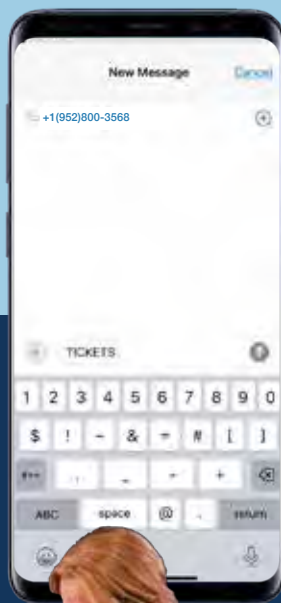 New Message Cancel
+1(952)800-3568
TICKETS
1 2 3 4 5 6 7 8 9 0
$ ! ~ & = # [ ]
. , _ - +
ABC space @ . return